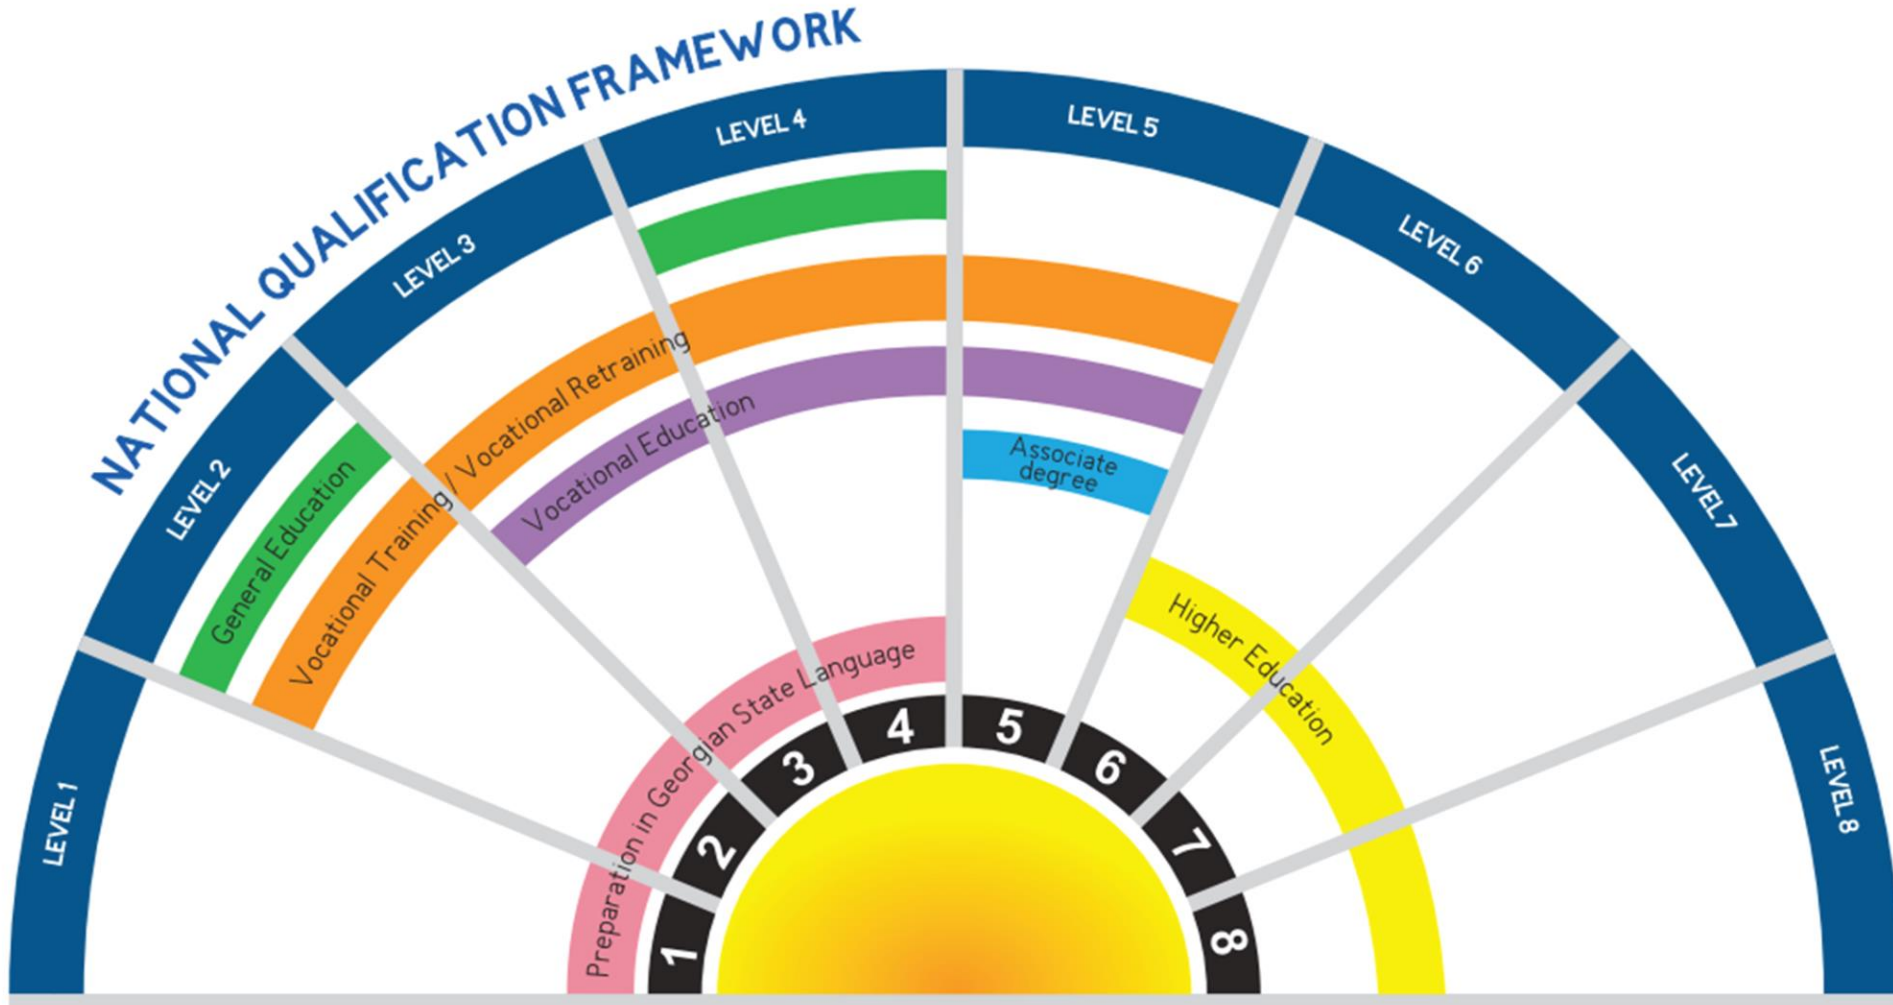 NATIONAL QUALIFICATION FRAMEWORK
LEVEL 1
LEVEL 2
LEVEL 3
LEVEL 4
LEVEL 5
LEVEL 6
LEVEL 7
LEVEL 8
General Education
Vocational Training / Vocational Retraining
Vocational Education
Associate
degree
Preparation in Georgian State Language
Higher Education
1
2
3
4
5
6
7
8